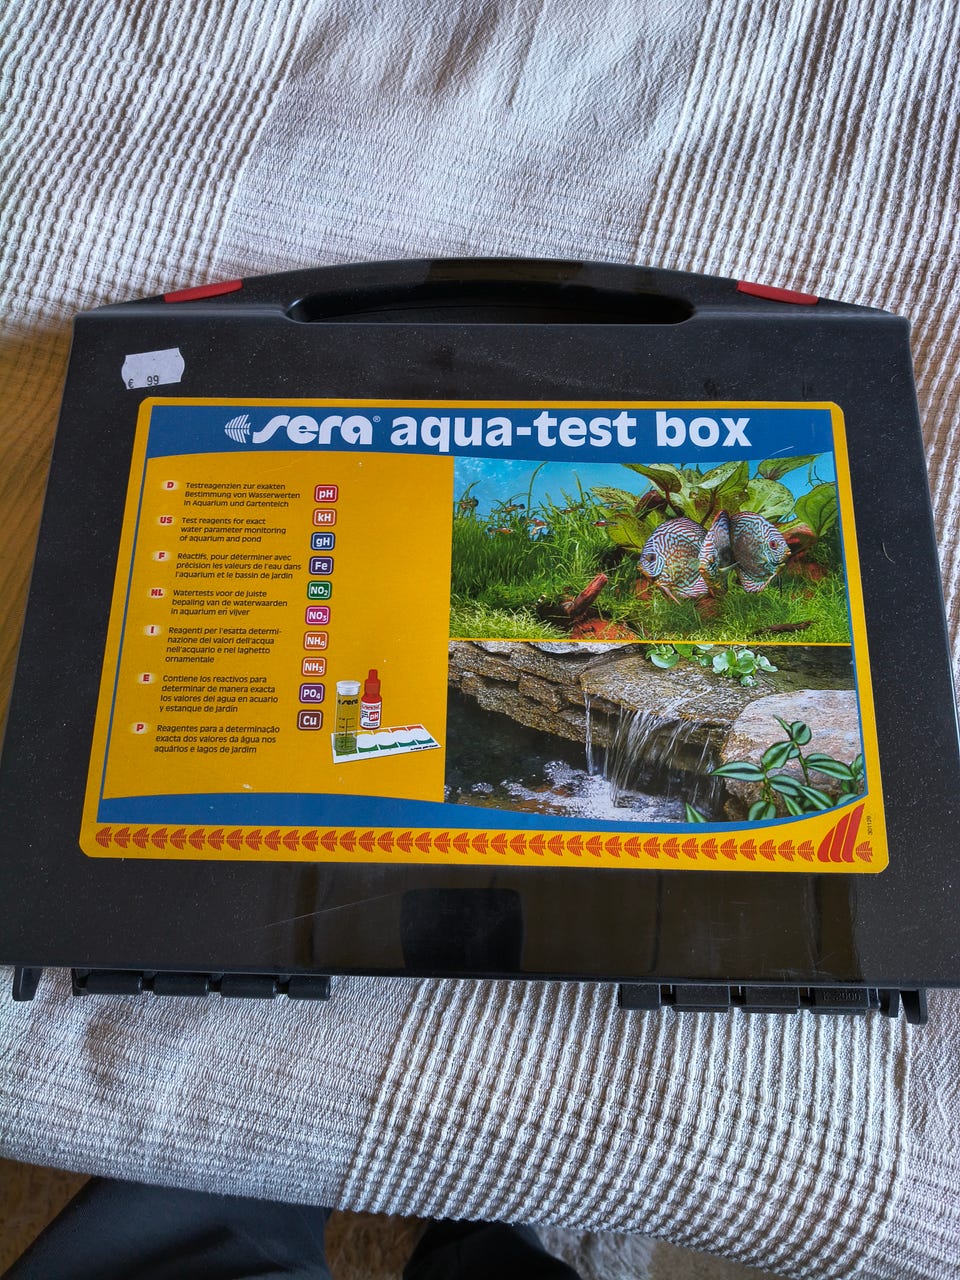 € 99
sera® aqua-test box
D Testreagenzien zur exakten
Bestimmung von Wasserwerten
in Aquarium und Gartenteich
US Test reagents for exact
water parameter monitoring
of aquarium and pond
F Réactifs, pour déterminer avec
précision les valeurs de l'eau dans
l'aquarium et le bassin de jardin
NL Watertests voor de juiste
bepaling van de waterwaarden
in aquarium en vijver
I Reagenti per l'esatta determi-
nazione dei valori dell'acqua
nell'acquario e nel laghetto
ornamentale
E Contiene los reactivos para
determinar de manera exacta
los valores del agua en acuario
y estanque de jardín
P Reagentes para a determinação
exacta dos valores da água nos
aquários e lagos de jardim
pH
kH
gH
Fe
NO₂
NO₃
NH₄
NH₃
PO₄
Cu
sera
pH